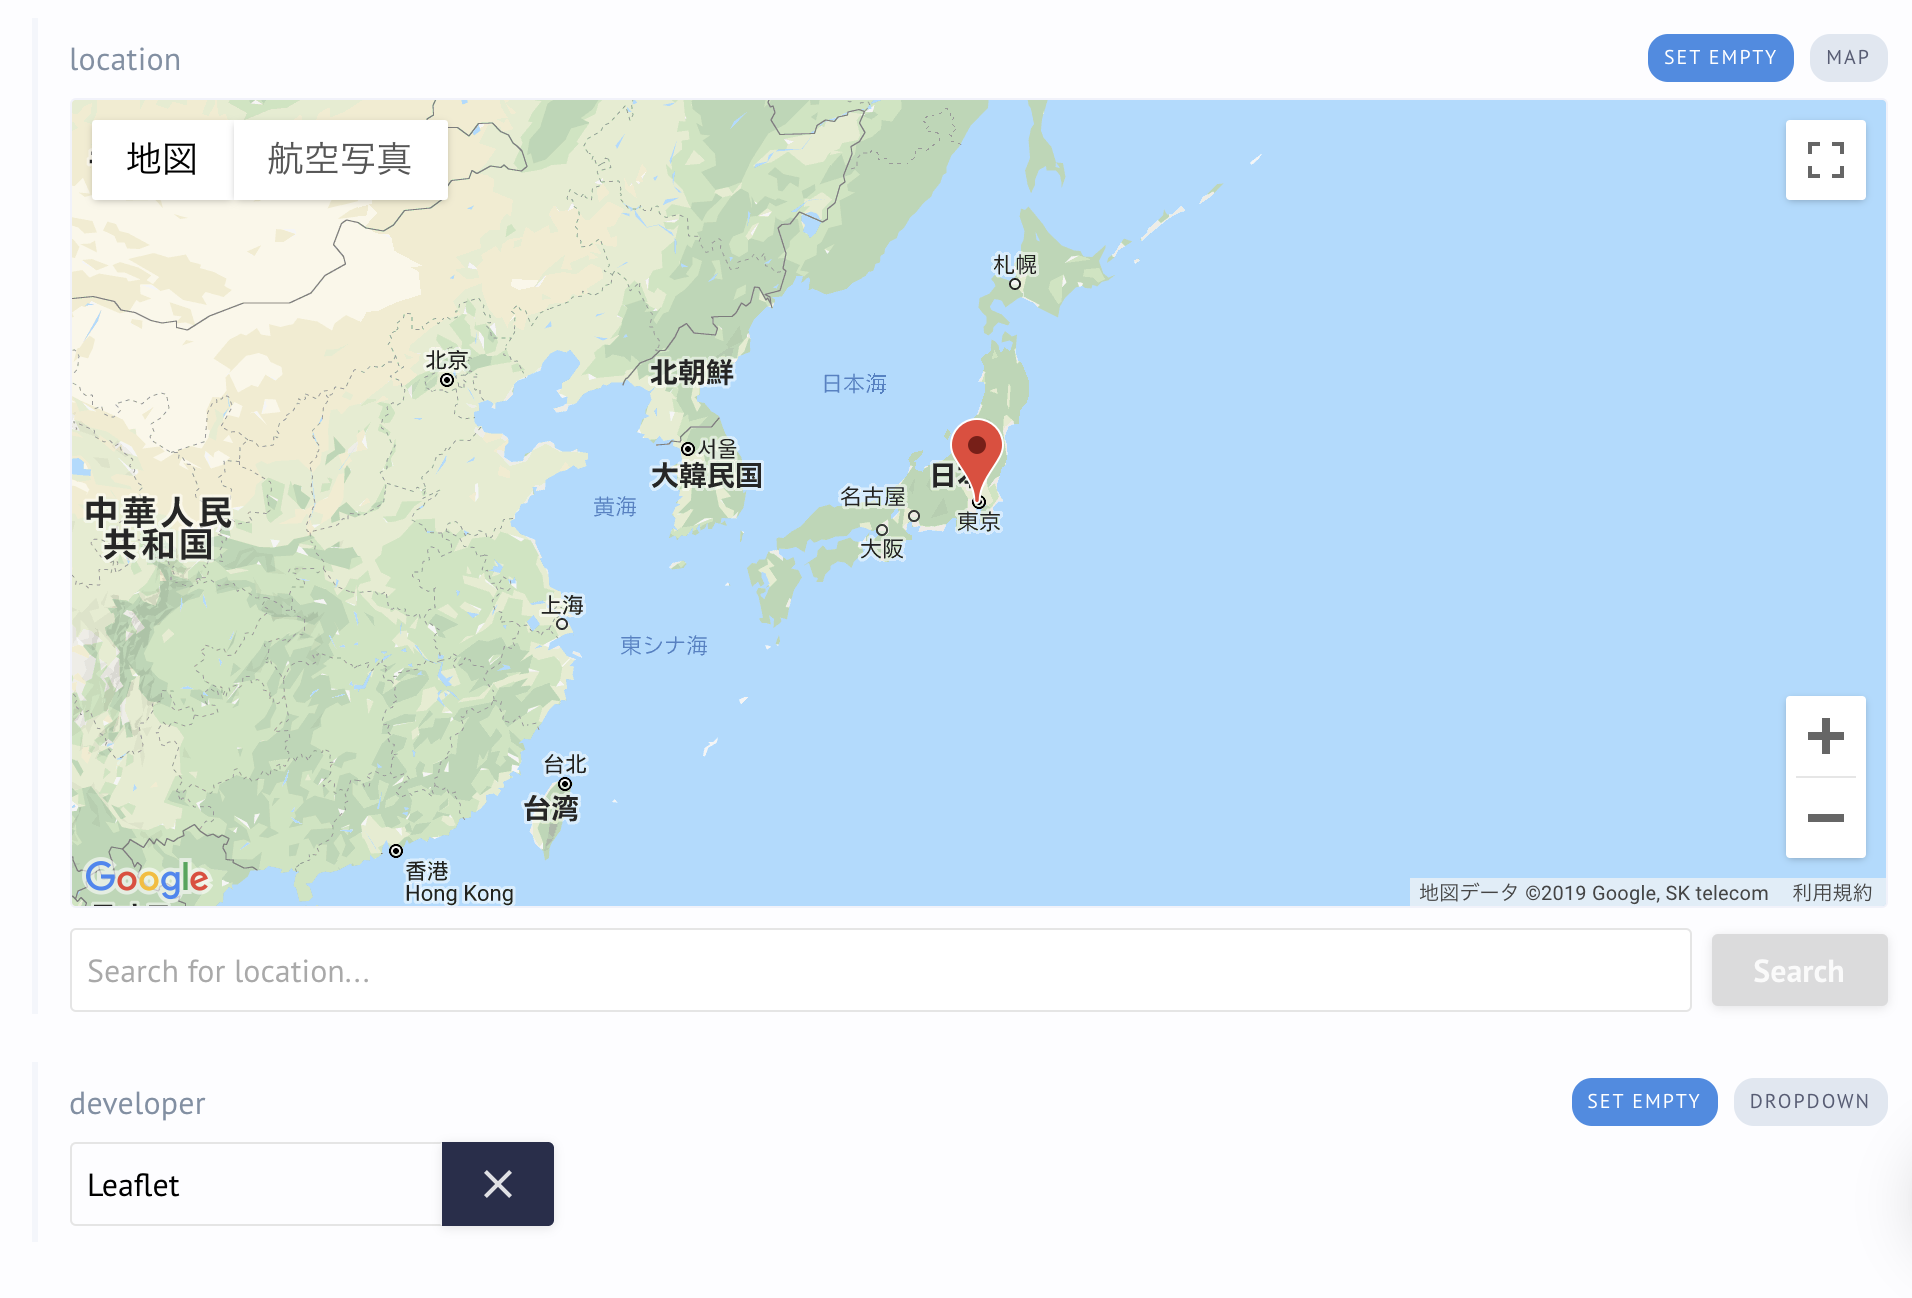 location
SET EMPTY
MAP
地図
航空写真
札幌
北京
北朝鮮
日本海
서울
大韓民国
日本
名古屋
黄海
中華人民
共和国
東京
大阪
上海
東シナ海
台北
台湾
香港
Hong Kong
Google
地図データ ©2019 Google, SK telecom
利用規約
Search for location...
Search
developer
SET EMPTY
DROPDOWN
Leaflet